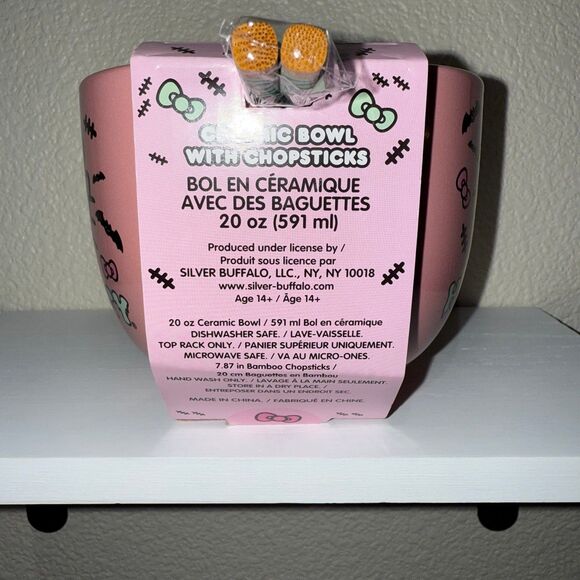 CERAMIC BOWL
WITH CHOPSTICKS
BOL EN CÉRAMIQUE
AVEC DES BAGUETTES
20 oz (591 ml)
Produced under license by /
Produit sous licence par
SILVER BUFFALO, LLC., NY, NY 10018
www.silver-buffalo.com
Age 14+ / Âge 14+
20 oz Ceramic Bowl / 591 ml Bol en céramique
DISHWASHER SAFE. / LAVE-VAISSELLE.
TOP RACK ONLY. / PANIER SUPÉRIEUR UNIQUEMENT.
MICROWAVE SAFE. / VA AU MICRO-ONES.
7.87 in Bamboo Chopsticks /
20 cm Baguettes en Bambou
HAND WASH ONLY. / LAVAGE À LA MAIN SEULEMENT.
STORE IN A DRY PLACE. /
ENTREPOSER DANS UN ENDROIT SEC.
MADE IN CHINA. / FABRIQUÉ EN CHINE.